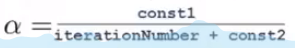 α = const1 / iterationNumber + const2